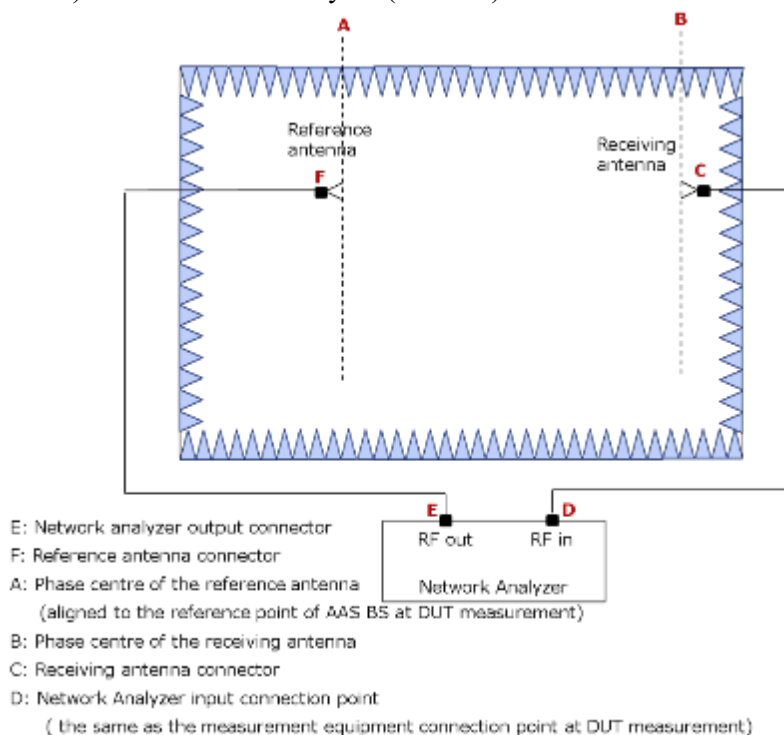 A
B
Reference
antenna
Receiving
antenna
F
C
E
D
RF out
RF in
Network Analyzer
E: Network analyzer output connector
F: Reference antenna connector
A: Phase centre of the reference antenna
(aligned to the reference point of AAS BS at DUT measurement)
B: Phase centre of the receiving antenna
C: Receiving antenna connector
D: Network Analyzer input connection point
( the same as the measurement equipment connection point at DUT measurement)